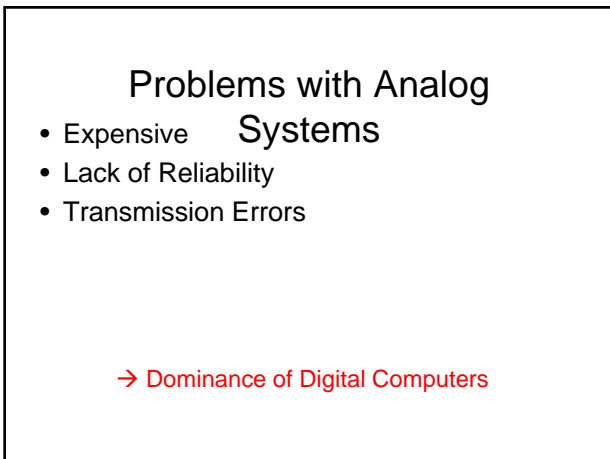 Problems with Analog
Systems
• Expensive
• Lack of Reliability
• Transmission Errors
→ Dominance of Digital Computers